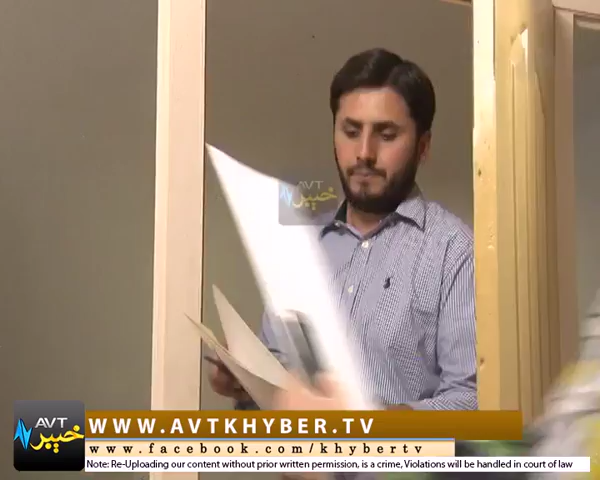 AVT
خیبر
AVT
خیبر
WWW.AVTKHYBER.TV
www.facebook.com/khybertv
Note: Re-Uploading our content without prior written permission, is a crime, Violations will be handled in court of law